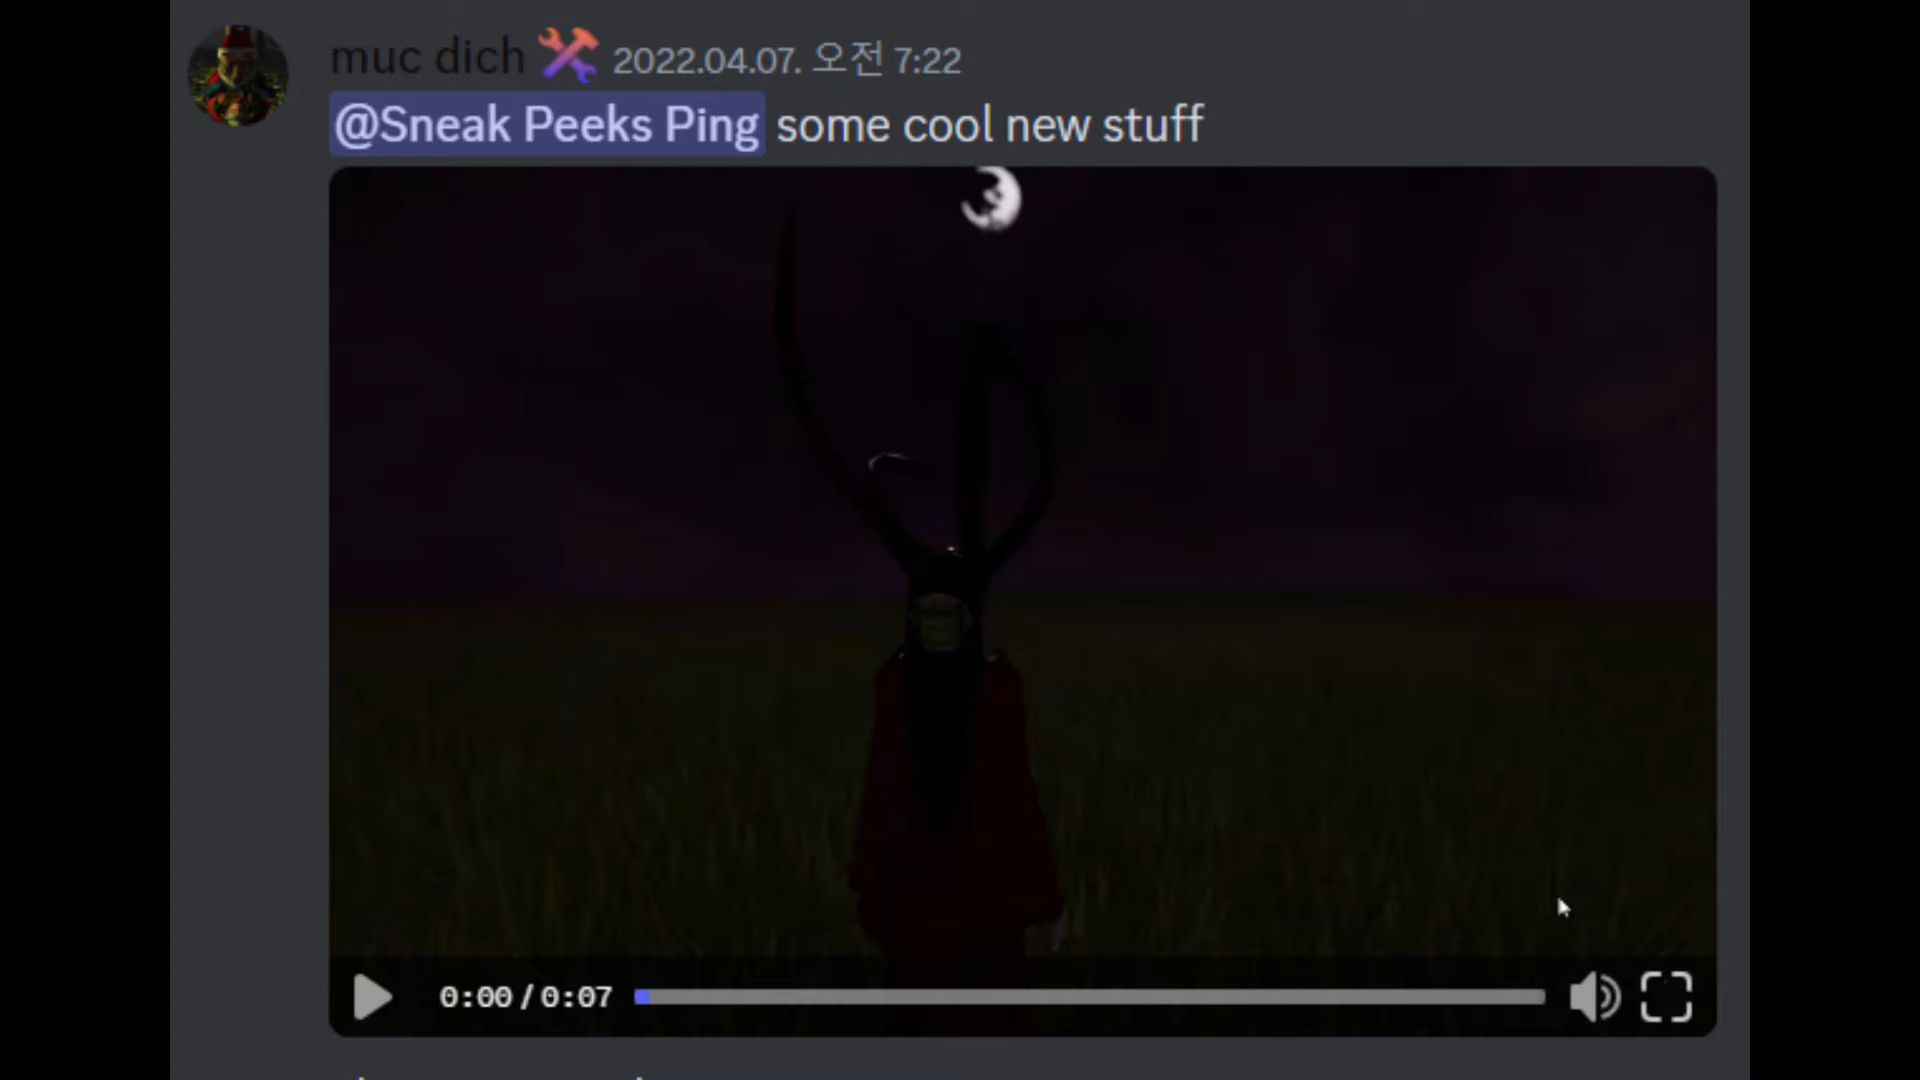 muc dich 2022.04.07. 오전 7:22
@Sneak Peeks Ping some cool new stuff
0:00 / 0:07